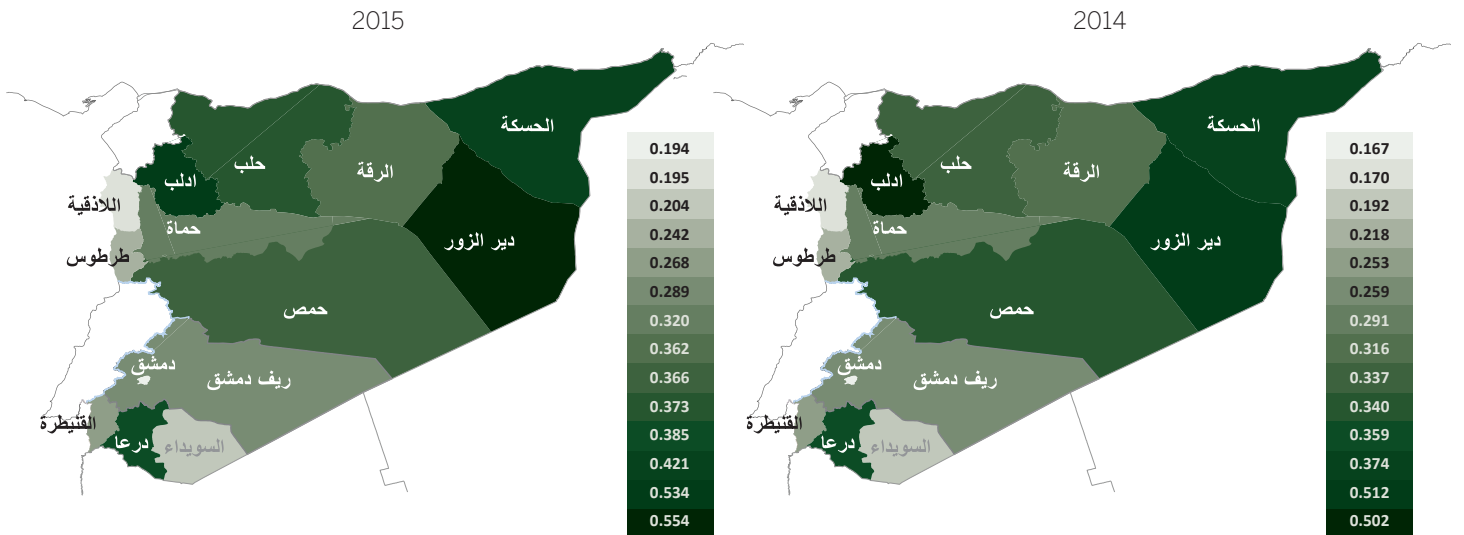 2015
الحسكة
حلب
الرقة
ادلب
اللاذقية
حماة
دير الزور
طرطوس
حمص
دمشق
ريف دمشق
القنيطرة
درعا
السويداء
0.194
0.195
0.204
0.242
0.268
0.289
0.320
0.362
0.366
0.373
0.385
0.421
0.534
0.554
2014
الحسكة
حلب
الرقة
ادلب
اللاذقية
حماة
دير الزور
طرطوس
حمص
دمشق
ريف دمشق
القنيطرة
درعا
السويداء
0.167
0.170
0.192
0.218
0.253
0.259
0.291
0.316
0.337
0.340
0.359
0.374
0.512
0.502